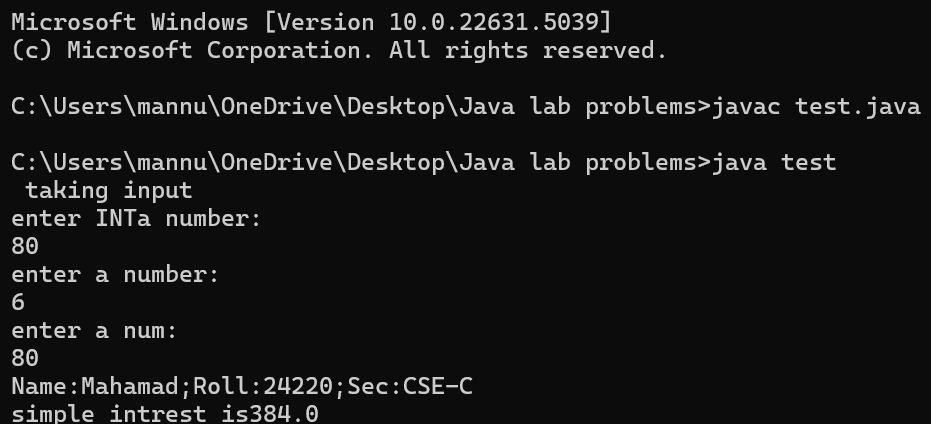 Microsoft Windows [Version 10.0.22631.5039]
(c) Microsoft Corporation. All rights reserved.
C:\Users\mannu\OneDrive\Desktop\Java lab problems>javac test.java
C:\Users\mannu\OneDrive\Desktop\Java lab problems>java test
taking input
enter INTa number:
80
enter a number:
6
enter a num:
80
Name:Mahamad;Roll:24220;Sec:CSE-C
simple intrest is384.0